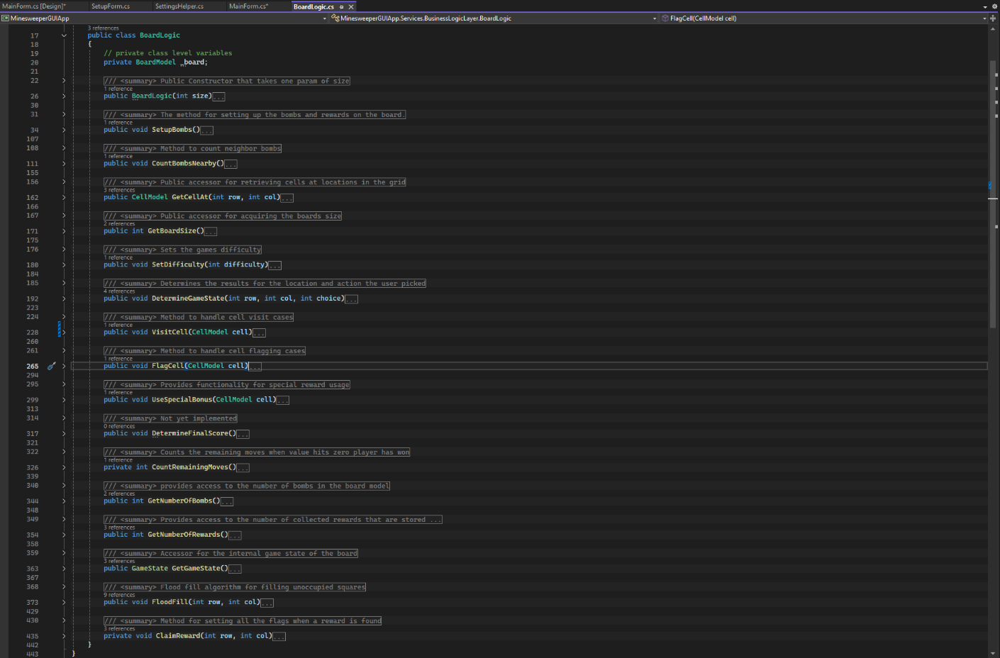 MainForm.cs [Design]* SetupForm.cs SettingsHelper.cs MainForm.cs* BoardLogic.cs
MinesweeperGUIApp MinesweeperGUIApp.Services.BusinessLogicLayer.BoardLogic FlagCell(CellModel cell)
3 references
17 public class BoardLogic
18 {
19 // private class level variables
20 private BoardModel _board;
21
22 /// <summary> Public Constructor that takes one param of size
1 reference
26 public BoardLogic(int size)...
30
31 /// <summary> The method for setting up the bombs and rewards on the board.
1 reference
34 public void SetupBombs()...
107
108 /// <summary> Method to count neighbor bombs
1 reference
111 public void CountBombsNearby()...
155
156 /// <summary> Public accessor for retrieving cells at locations in the grid
3 references
162 public CellModel GetCellAt(int row, int col)...
166
167 /// <summary> Public accessor for acquiring the boards size
2 references
171 public int GetBoardSize()...
175
176 /// <summary> Sets the games difficulty
1 reference
180 public void SetDifficulty(int difficulty)...
184
185 /// <summary> Determines the results for the location and action the user picked
4 references
192 public void DetermineGameState(int row, int col, int choice)...
223
224 /// <summary> Method to handle cell visit cases
1 reference
228 public void VisitCell(CellModel cell)...
260
261 /// <summary> Method to handle cell flagging cases
1 reference
265 public void FlagCell(CellModel cell)...
294
295 /// <summary> Provides functionality for special reward usage
1 reference
299 public void UseSpecialBonus(CellModel cell)...
313
314 /// <summary> Not yet implemented
0 references
317 public void DetermineFinalScore()...
321
322 /// <summary> Counts the remaining moves when value hits zero player has won
1 reference
326 private int CountRemainingMoves()...
339
340 /// <summary> provides access to the number of bombs in the board model
2 references
344 public int GetNumberOfBombs()...
348
349 /// <summary> Provides access to the number of collected rewards that are stored ...
3 references
354 public int GetNumberOfRewards()...
358
359 /// <summary> Accessor for the internal game state of the board
3 references
363 public GameState GetGameState()...
367
368 /// <summary> Flood fill algorithm for filling unoccupied squares
9 references
373 public void FloodFill(int row, int col)...
429
430 /// <summary> Method for setting all the flags when a reward is found
3 references
435 private void ClaimReward(int row, int col)...
442 }
443 }